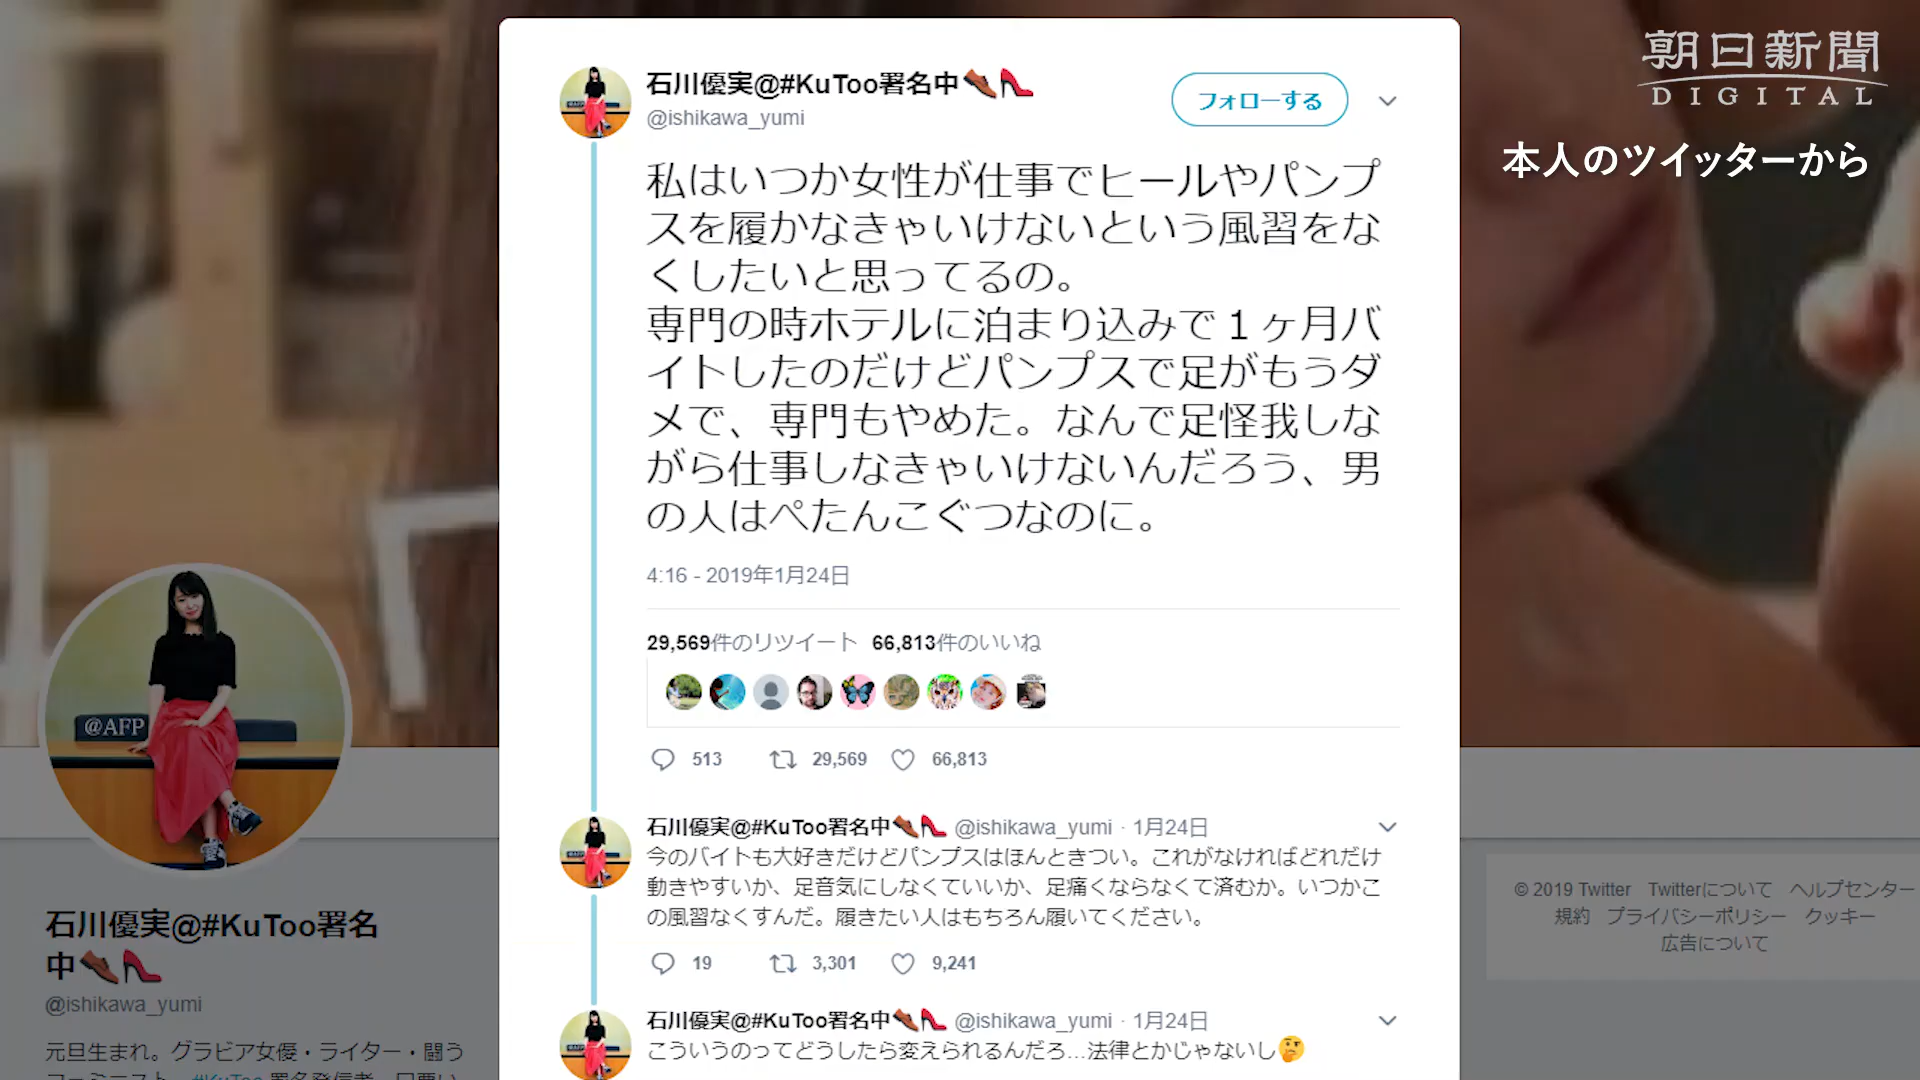 朝日新聞
DIGITAL
本人のツイッターから
石川優実@#KuToo署名中
@ishikawa_yumi
フォローする
私はいつか女性が仕事でヒールやパンプ
スを履かなきゃいけないという風習をな
くしたいと思ってるの。
専門の時ホテルに泊まり込みで１ヶ月バ
イトしたのだけどパンプスで足がもうダ
メで、専門もやめた。なんで足怪我しな
がら仕事しなきゃいけないんだろう、男
の人はぺたんこぐつなのに。
4:16 - 2019年1月24日
29,569件のリツイート 66,813件のいいね
513 29,569 66,813
石川優実@#KuToo署名中 @ishikawa_yumi · 1月24日
今のバイトも大好きだけどパンプスはほんときつい。これがなければどれだけ
動きやすいか、足音気にしなくていいか、足痛くならなくて済むか。いつかこ
の風習なくすんだ。履きたい人はもちろん履いてください。
19 3,301 9,241
石川優実@#KuToo署名中 @ishikawa_yumi · 1月24日
こういうのってどうしたら変えられるんだろ…法律とかじゃないし🤔
@AFP
石川優実@#KuToo署名
中
@ishikawa_yumi
元旦生まれ。グラビア女優・ライター・闘う
© 2019 Twitter Twitterについて ヘルプセンター
規約 プライバシーポリシー クッキー
広告について